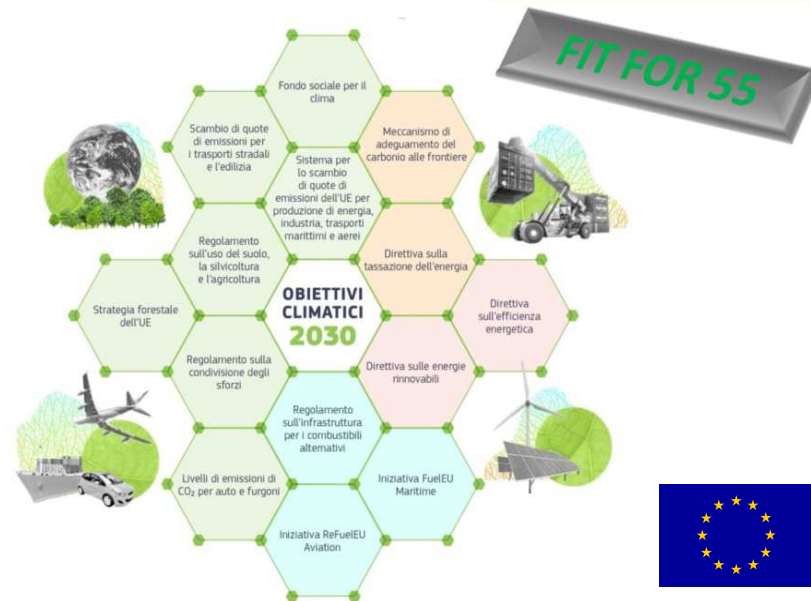 FIT FOR 55
Fondo sociale per il
clima
Scambio di quote
di emissioni per
i trasporti stradali
e l'edilizia
Meccanismo di
adeguamento del
carbonio alle frontiere
Sistema per
lo scambio
di quote di
emissioni dell'UE per
produzione di energia,
industria, trasporti
marittimi e aerei
Regolamento
sull'uso del suolo,
la silvicoltura
e l'agricoltura
Direttiva sulla
tassazione dell'energia
Strategia forestale
dell'UE
OBIETTIVI
CLIMATICI
2030
Direttiva
sull'efficienza
energetica
Regolamento sulla
condivisione degli
sforzi
Direttiva sulle energie
rinnovabili
Regolamento
sull'infrastruttura
per i combustibili
alternativi
Livelli di emissioni di
CO₂ per auto e furgoni
Iniziativa FuelEU
Maritime
Iniziativa ReFuelEU
Aviation